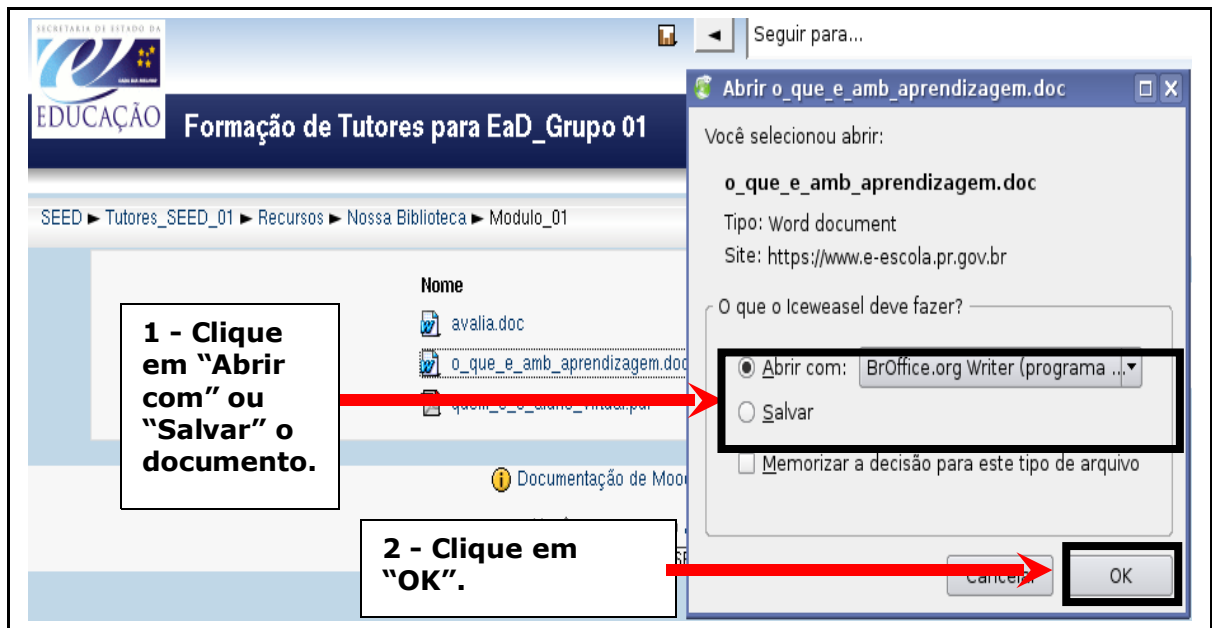 SECRETARIA DE ESTADO DA
EDUCAÇÃO
Seguir para...
Formação de Tutores para EaD_Grupo 01
SEED ► Tutores_SEED_01 ► Recursos ► Nossa Biblioteca ► Modulo_01
Nome
avalia.doc
o_que_e_amb_aprendizagem.doc
1 - Clique
em “Abrir
com” ou
“Salvar” o
documento.
Documentação de
2 - Clique em
“OK”.
Abrir o_que_e_amb_aprendizagem.doc
Você selecionou abrir:
o_que_e_amb_aprendizagem.doc
Tipo: Word document
Site: https://www.e-escola.pr.gov.br
O que o Iceweasel deve fazer?
Abrir com: BrOffice.org Writer (programa ...
Salvar
Memorizar a decisão para este tipo de arquivo
Cancelar
OK